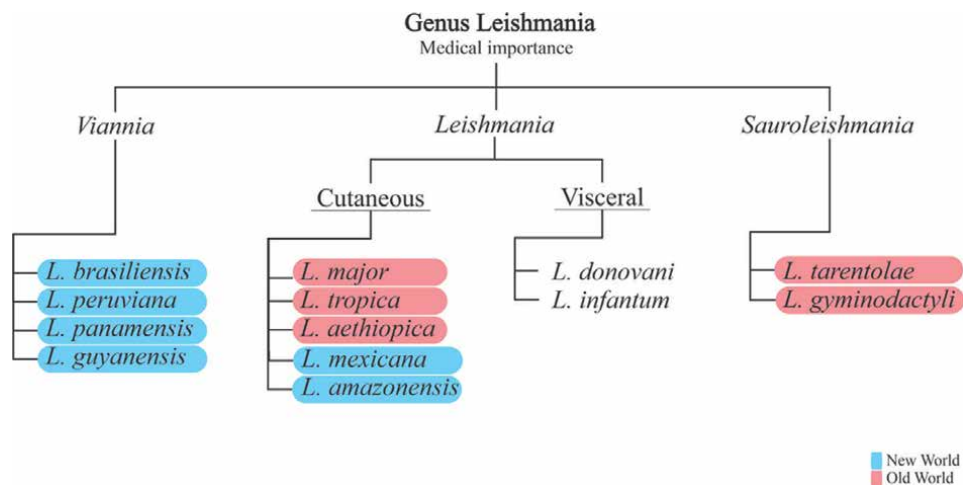 Genus Leishmania
Medical importance
Viannia
Leishmania
Sauroleishmania
Cutaneous
Visceral
L. brasiliensis
L. peruviana
L. panamensis
L. guyanensis
L. major
L. tropica
L. aethiopica
L. mexicana
L. amazonensis
L. donovani
L. infantum
L. tarentolae
L. gyminodactyli
New World
Old World